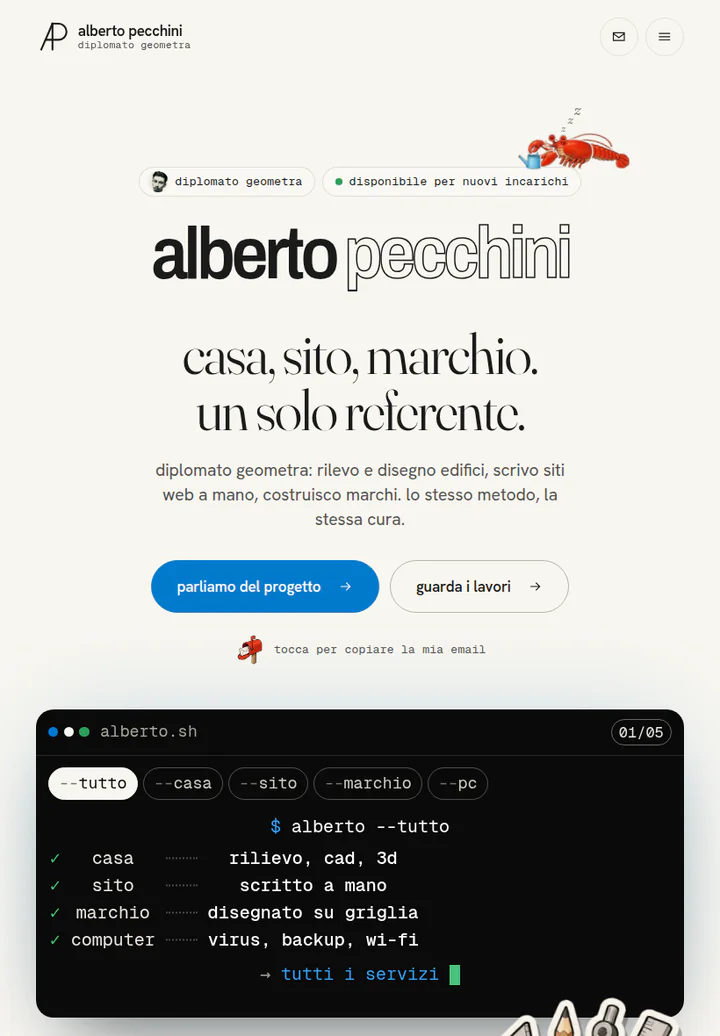 alberto pecchini
diplomato geometra
z
z
z
diplomato geometra
disponibile per nuovi incarichi
alberto pecchini
casa, sito, marchio.
un solo referente.
diplomato geometra: rilevo e disegno edifici, scrivo siti
web a mano, costruisco marchi. lo stesso metodo, la
stessa cura.
parliamo del progetto →
guarda i lavori →
tocca per copiare la mia email
alberto.sh
01/05
--tutto
--casa
--sito
--marchio
--pc
$ alberto --tutto
✓ casa ········· rilievo, cad, 3d
✓ sito ········· scritto a mano
✓ marchio ········· disegnato su griglia
✓ computer ········· virus, backup, wi-fi
→ tutti i servizi